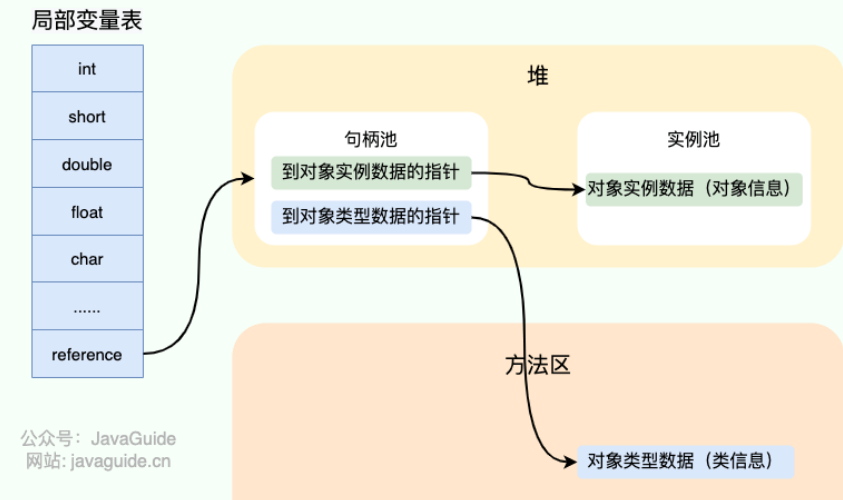 局部变量表
int
short
double
float
char
......
reference
堆
句柄池
到对象实例数据的指针
到对象类型数据的指针
实例池
对象实例数据（对象信息）
方法区
对象类型数据（类信息）
公众号：JavaGuide
网站: javaguide.cn